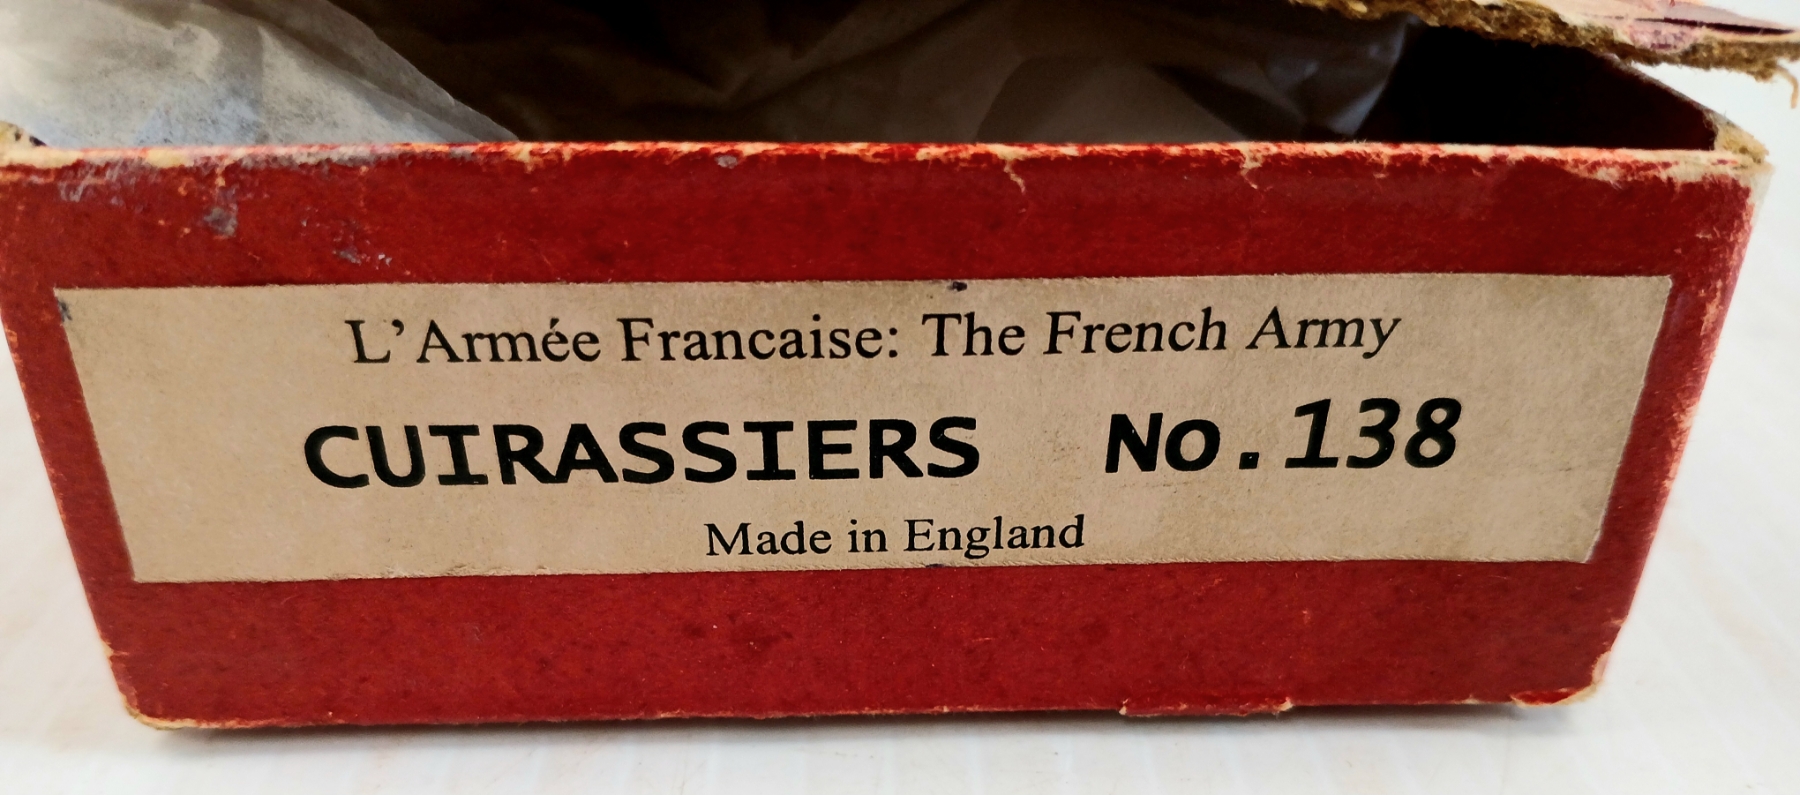 L’Armée Francaise: The French Army
CUIRASSIERS No.138
Made in England